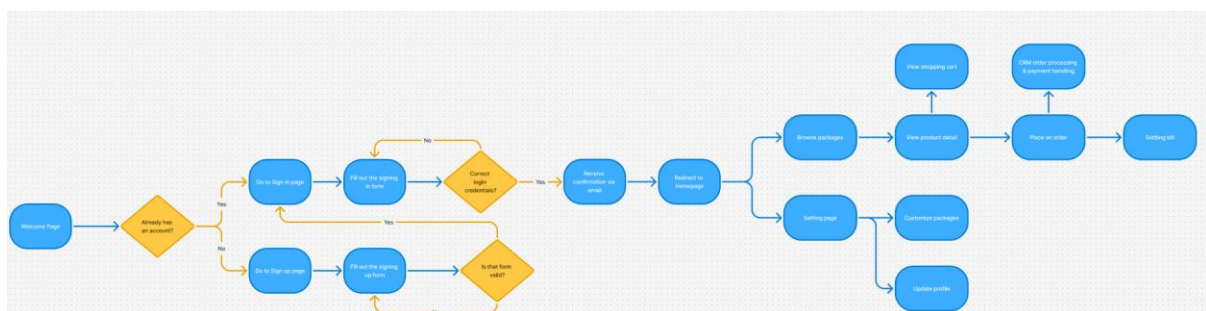 View shopping cart
CRM order processing
& payment handling
Browse packages
View product detail
Place an order
Settling bill
No
Go to Sign in page
Fill out the signing
in form
Correct
login
credentials?
Yes
Receive
confirmation via
email
Redirect to
Homepage
Yes
Welcome Page
Already has
an account?
Yes
Setting page
Customize packages
No
Go to Sign up page
Fill out the signing
up form
Is that form
valid?
Update profile